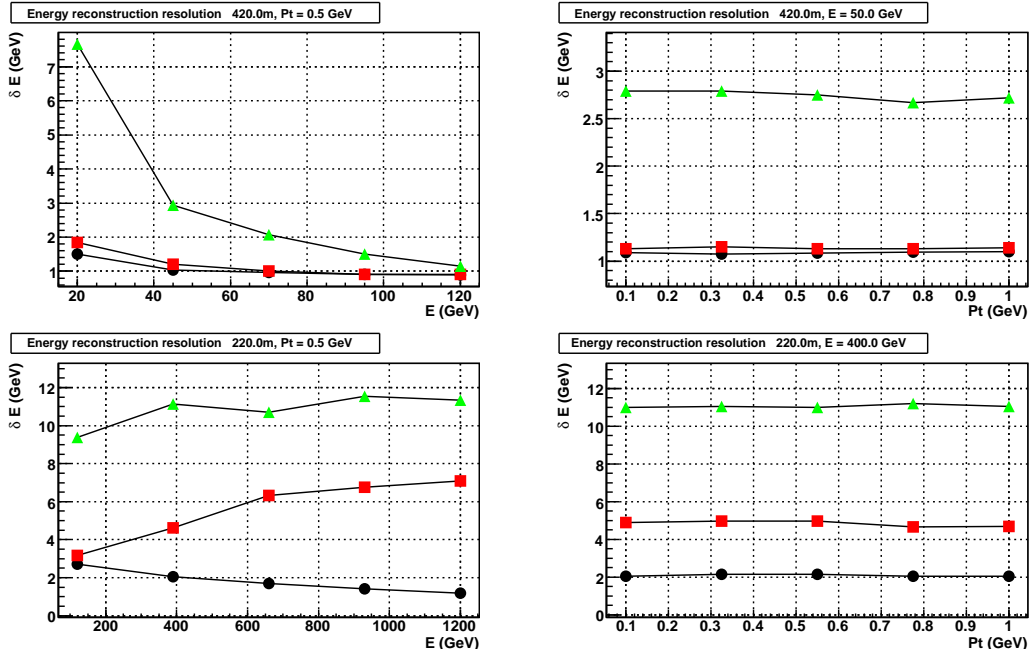 Energy reconstruction resolution 420.0m, Pt = 0.5 GeV
δ E (GeV)
7
6
5
4
3
2
1
20 40 60 80 100 120
E (GeV)
Energy reconstruction resolution 420.0m, E = 50.0 GeV
δ E (GeV)
3
2.5
2
1.5
1
0.1 0.2 0.3 0.4 0.5 0.6 0.7 0.8 0.9 1
Pt (GeV)
Energy reconstruction resolution 220.0m, Pt = 0.5 GeV
δ E (GeV)
12
10
8
6
4
2
0
200 400 600 800 1000 1200
E (GeV)
Energy reconstruction resolution 220.0m, E = 400.0 GeV
δ E (GeV)
12
10
8
6
4
2
0
0.1 0.2 0.3 0.4 0.5 0.6 0.7 0.8 0.9 1
Pt (GeV)